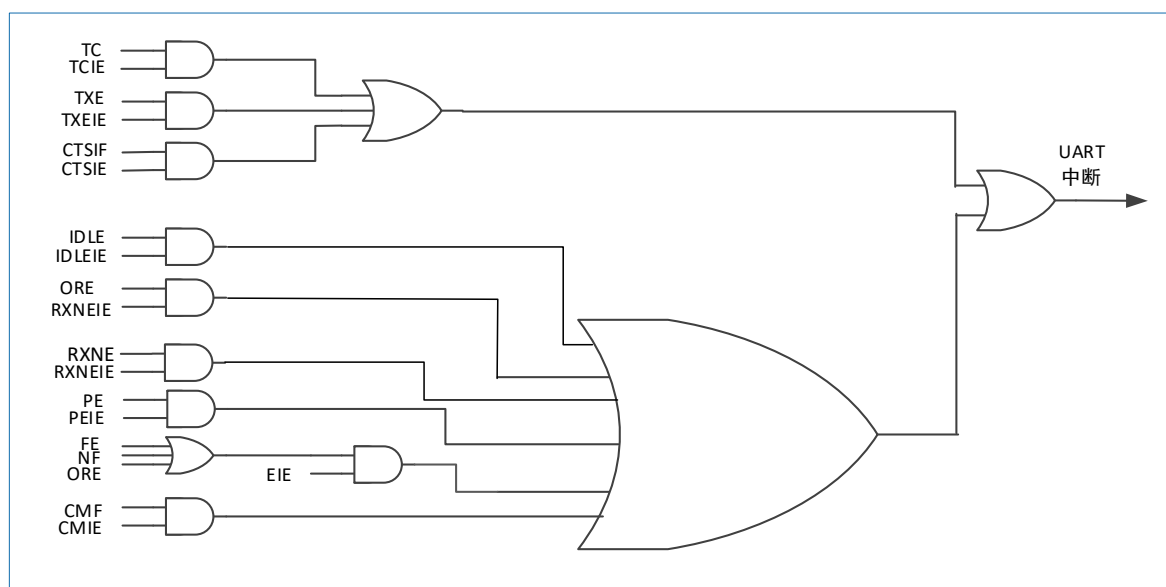 TC
TCIE
TXE
TXEIE
CTSIF
CTSIE
IDLE
IDLEIE
ORE
RXNEIE
RXNE
RXNEIE
PE
PEIE
FE
NF
ORE
EIE
CMF
CMIE
UART
中断